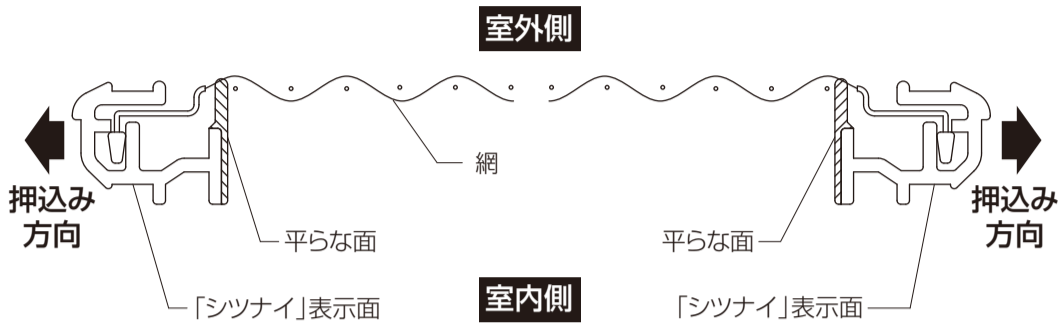 室外側
網
押込み
方向
押込み
方向
平らな面
平らな面
「シツナイ」表示面
室内側
「シツナイ」表示面